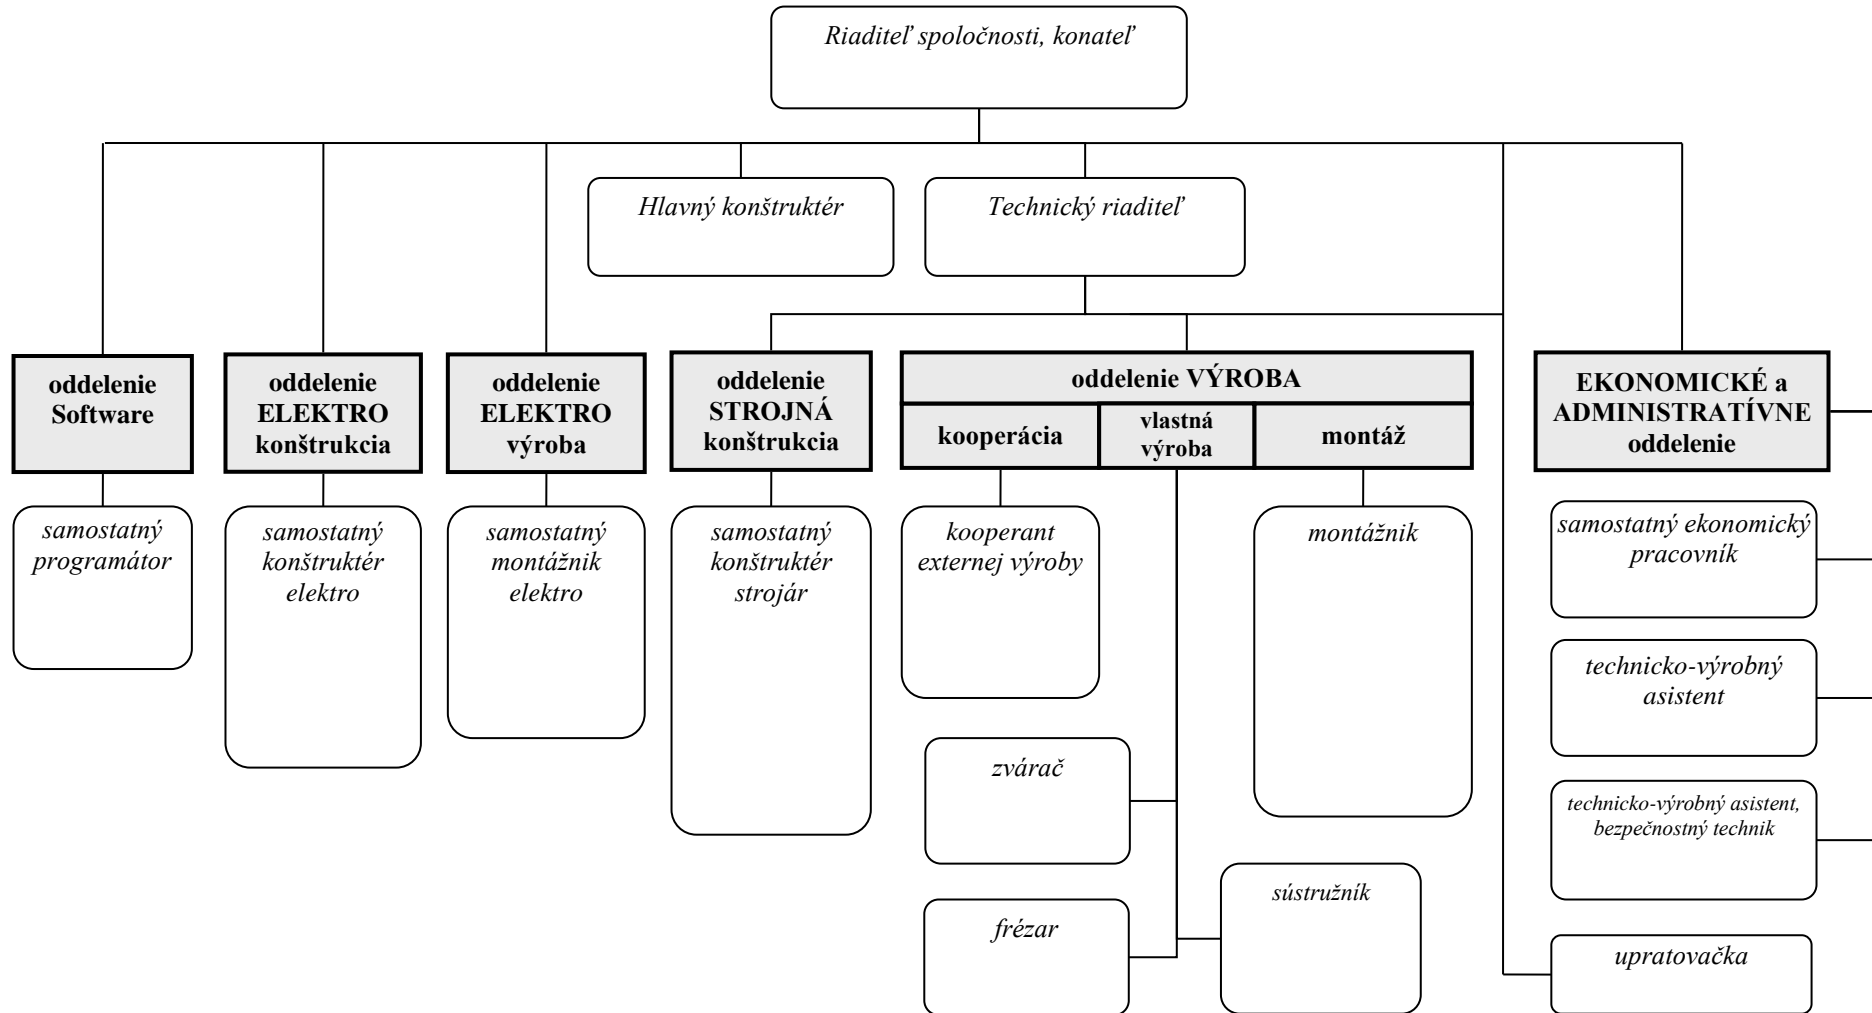 Riaditeľ spoločnosti, konateľ
Hlavný konštruktér
Technický riaditeľ
oddelenie
Software
oddelenie
ELEKTRO
konštrukcia
oddelenie
ELEKTRO
výroba
oddelenie
STROJNÁ
konštrukcia
oddelenie VÝROBA
kooperácia
vlastná
výroba
montáž
EKONOMICKÉ a
ADMINISTRATÍVNE
oddelenie
samostatný
programátor
samostatný
konštruktér
elektro
samostatný
montážnik
elektro
samostatný
konštruktér
strojár
kooperant
externej výroby
montážnik
samostatný ekonomický
pracovník
technicko-výrobný
asistent
zvárač
technicko-výrobný asistent,
bezpečnostný technik
sústružník
frézar
upratovačka